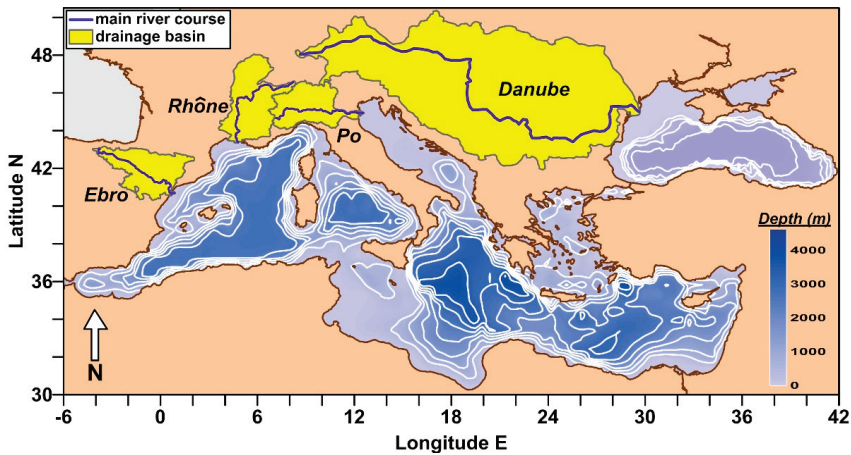 main river course
drainage basin
48
42
36
30
Latitude N
Rhône
Po
Danube
Ebro
Depth (m)
4000
3000
2000
1000
0
N
-6
0
6
12
18
24
30
36
42
Longitude E